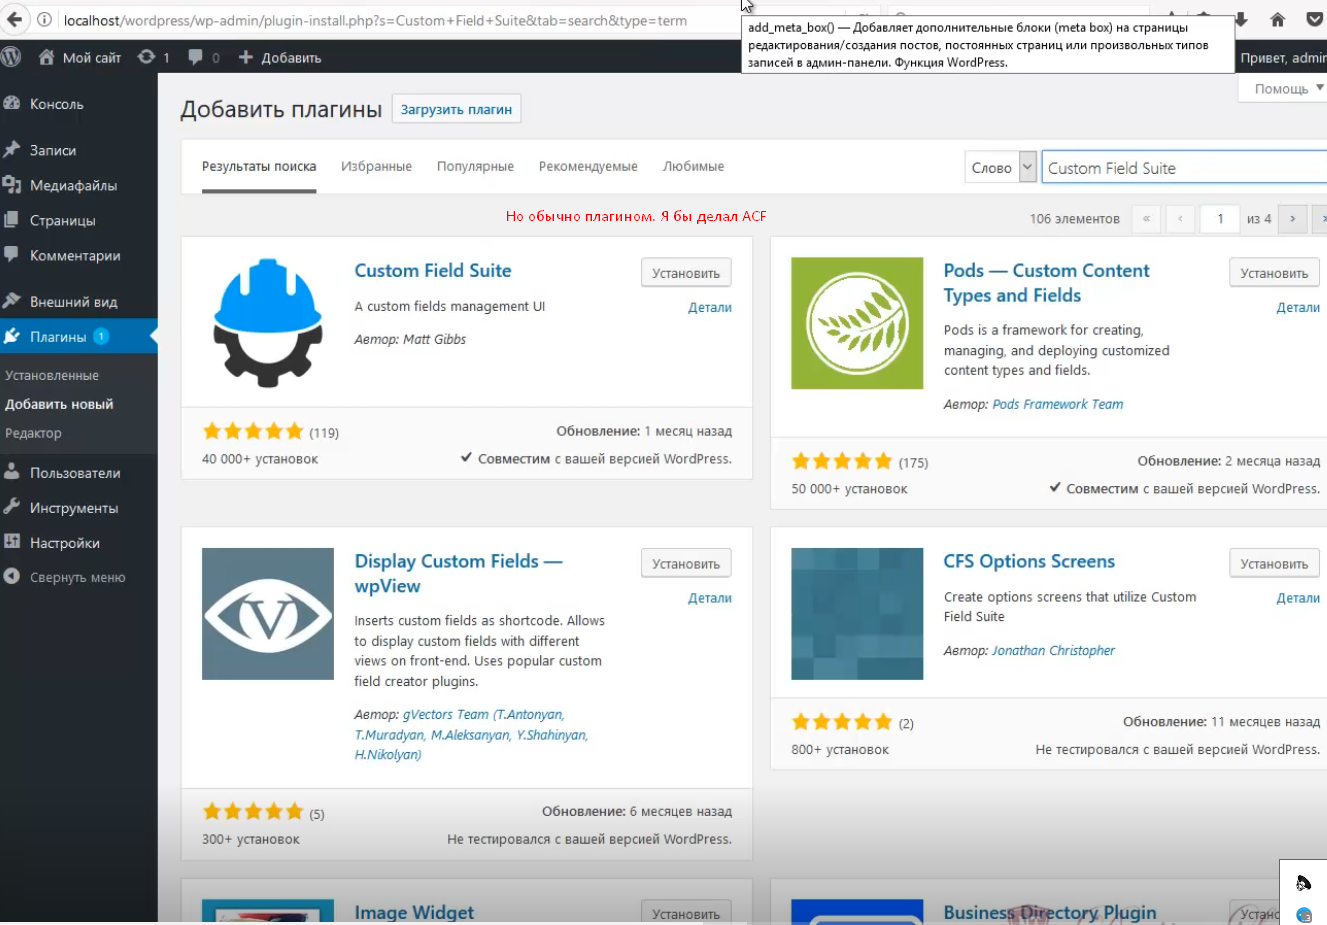 localhost/wordpress/wp-admin/plugin-install.php?s=Custom+Field+Suite&tab=search&type=term
add_meta_box() — Добавляет дополнительные блоки (meta box) на страницы
редактирования/создания постов, постоянных страниц или произвольных типов
записей в админ-панели. Функция WordPress.
Мой сайт 1 0 Добавить
Привет, admin
Помощь
Консоль
Записи
Медиафайлы
Страницы
Комментарии
Внешний вид
Плагины 1
Установленные
Добавить новый
Редактор
Пользователи
Инструменты
Настройки
Свернуть меню
Добавить плагины Загрузить плагин
Результаты поиска Избранные Популярные Рекомендуемые Любимые
Слово Custom Field Suite
Но обычно плагином. Я бы делал ACF
106 элементов « ‹ 1 из 4 › »
Custom Field Suite
Установить
A custom fields management UI
Детали
Автор: Matt Gibbs
(119)
Обновление: 1 месяц назад
40 000+ установок
Совместим с вашей версией WordPress.
Pods — Custom Content
Types and Fields
Установить
Детали
Pods is a framework for creating,
managing, and deploying customized
content types and fields.
Автор: Pods Framework Team
(175)
Обновление: 2 месяца назад
50 000+ установок
Совместим с вашей версией WordPress.
V
Display Custom Fields —
wpView
Установить
Детали
Inserts custom fields as shortcode. Allows
to display custom fields with different
views on front-end. Uses popular custom
field creator plugins.
Автор: gVectors Team (T.Antonyan,
T.Muradyan, M.Aleksanyan, Y.Shahinyan,
H.Nikolyan)
(5)
Обновление: 6 месяцев назад
300+ установок
Не тестировался с вашей версией WordPress.
CFS Options Screens
Установить
Create options screens that utilize Custom
Field Suite
Детали
Автор: Jonathan Christopher
(2)
Обновление: 11 месяцев назад
800+ установок
Не тестировался с вашей версией WordPress.
Image Widget
Установить
Business Directory Plugin